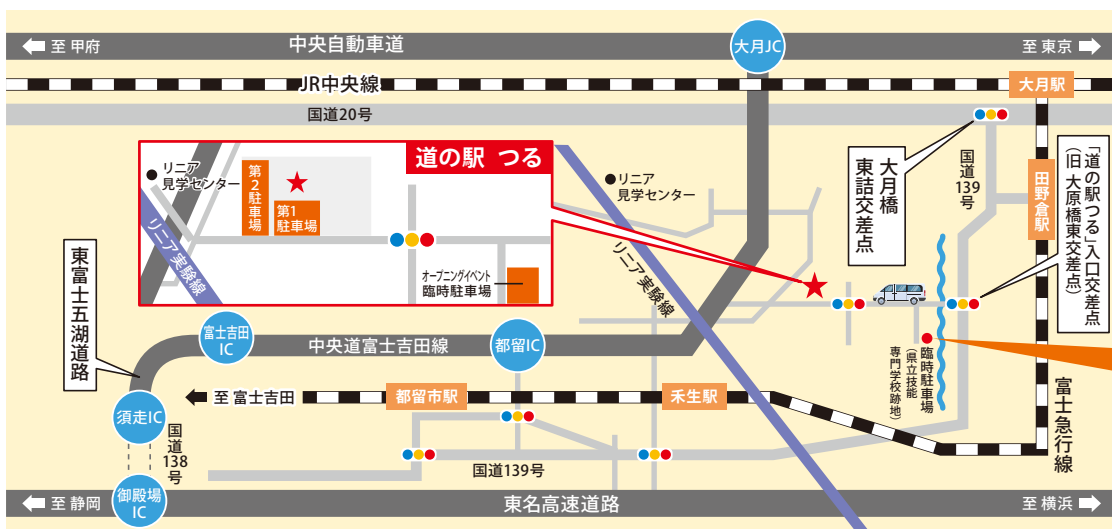 至 甲府
中央自動車道
大月JC
至 東京
JR中央線
大月駅
国道20号
道の駅 つる
リニア
見学センター
第2駐車場
第1
駐車場
リニア実験線
オープニングイベント
臨時駐車場
リニア
見学センター
リニア実験線
大月橋
東詰交差点
国道
139
号
田野倉駅
「道の駅つる」入口交差点
(旧 大原橋東交差点)
東富士五湖道路
富士吉田
IC
中央道富士吉田線
都留IC
臨時駐車場
(県立技能
専門学校跡地)
至 富士吉田
都留市駅
禾生駅
富士急行線
須走IC
国道
138
号
国道139号
御殿場
IC
至 静岡
東名高速道路
至 横浜